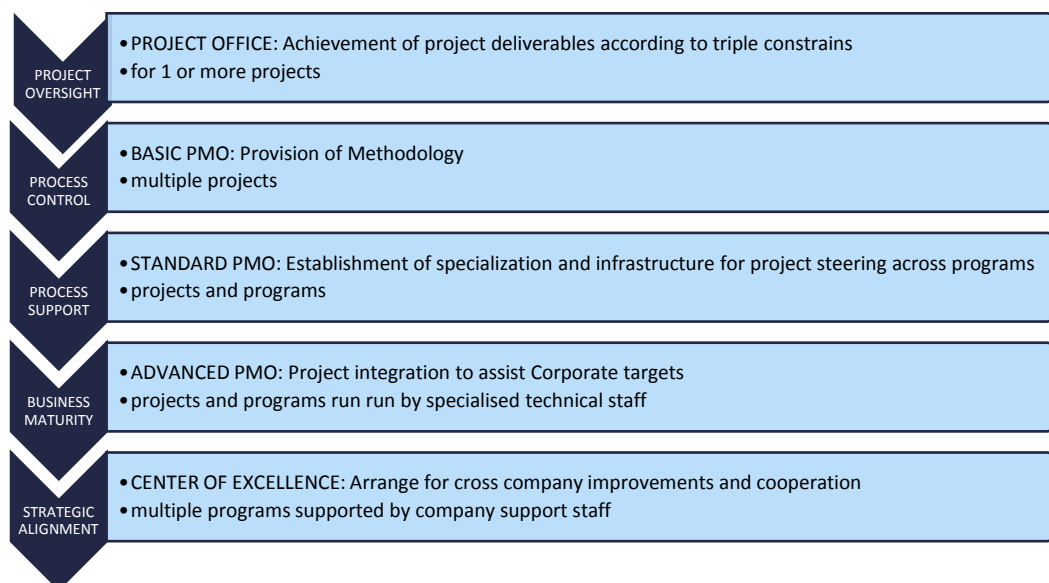 PROJECT
OVERSIGHT
•PROJECT OFFICE: Achievement of project deliverables according to triple constrains
•for 1 or more projects
PROCESS
CONTROL
•BASIC PMO: Provision of Methodology
•multiple projects
PROCESS
SUPPORT
•STANDARD PMO: Establishment of specialization and infrastructure for project steering across programs
•projects and programs
BUSINESS
MATURITY
•ADVANCED PMO: Project integration to assist Corporate targets
•projects and programs run run by specialised technical staff
STRATEGIC
ALIGNMENT
•CENTER OF EXCELLENCE: Arrange for cross company improvements and cooperation
•multiple programs supported by company support staff